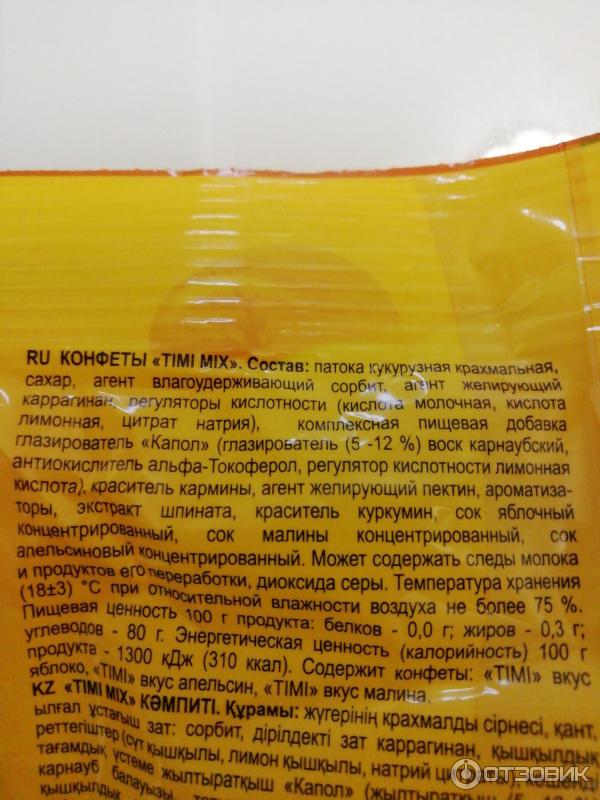 RU КОНФЕТЫ «TIMI MIX». Состав: патока кукурузная крахмальная,
сахар, агент влагоудерживающий сорбит, агент желирующий
каррагинан, регуляторы кислотности (кислота молочная, кислота
лимонная, цитрат натрия), комплексная пищевая добавка
глазирователь «Капол» (глазирователь (5 -12 %) воск карнаубский,
антиокислитель альфа-Токоферол, регулятор кислотности лимонная
кислота), краситель кармины, агент желирующий пектин, ароматиза-
торы, экстракт шпината, краситель куркумин, сок яблочный
концентрированный, сок малины концентрированный, сок
апельсиновый концентрированный. Может содержать следы молока
и продуктов его переработки, диоксида серы. Температура хранения
(18±3) °C при относительной влажности воздуха не более 75 %.
Пищевая ценность 100 г продукта: белков - 0,0 г; жиров - 0,3 г;
углеводов - 80 г. Энергетическая ценность (калорийность) 100 г
продукта - 1300 кДж (310 ккал). Содержит конфеты: «TIMI» вкус
яблоко, «TIMI» вкус апельсин, «TIMI» вкус малина.
KZ «TIMI MIX» КӘМПИТІ. Құрамы: жүгерінің крахмалды сірнесі, қант,
ылғал ұстағыш зат: сорбит, дірілдекті зат каррагинан, қышқылдық
реттегіштер (сүт қышқылы, лимон қышқылы, натрий
тағамдық үстеме жылтыратқыш «Капол» (жылтыратқыш
карнауб балауызы,
ОТЗОВИК